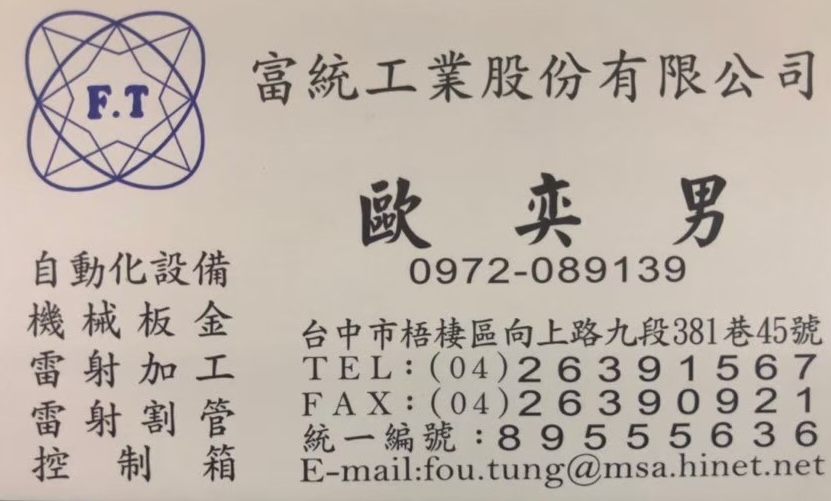 F.T
富統工業股份有限公司
歐奕男
0972-089139
自動化設備
機械板金
雷射加工
雷射割管
控制箱
台中市梧棲區向上路九段381巷45號
TEL:(04)26391567
FAX:(04)26390921
統一編號:89555636
E-mail:fou.tung@msa.hinet.net